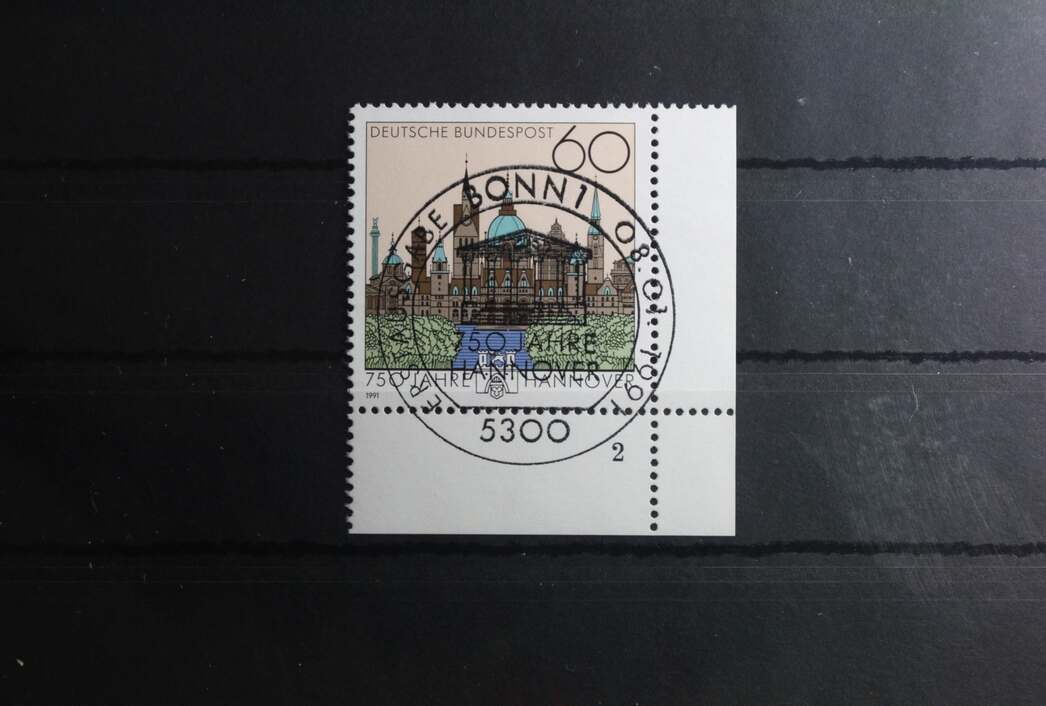 DEUTSCHE BUNDESPOST
60
ERSTAUSGABE BONN 1 08.01.1991
750 JAHRE
HANNOVER
750 JAHRE HANNOVER
1991
5300
2